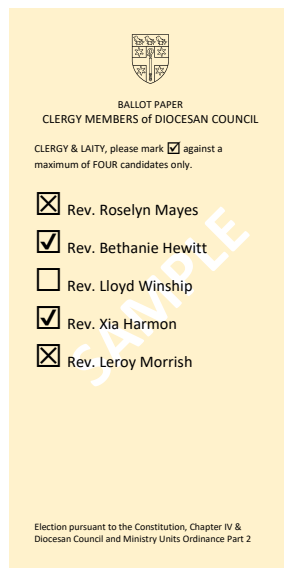 BALLOT PAPER
CLERGY MEMBERS of DIOCESAN COUNCIL
CLERGY & LAITY, please mark ☑ against a
maximum of FOUR candidates only.
☒ Rev. Roselyn Mayes
☑ Rev. Bethanie Hewitt
☐ Rev. Lloyd Winship
☑ Rev. Xia Harmon
☒ Rev. Leroy Morrish
SAMPLE
Election pursuant to the Constitution, Chapter IV &
Diocesan Council and Ministry Units Ordinance Part 2